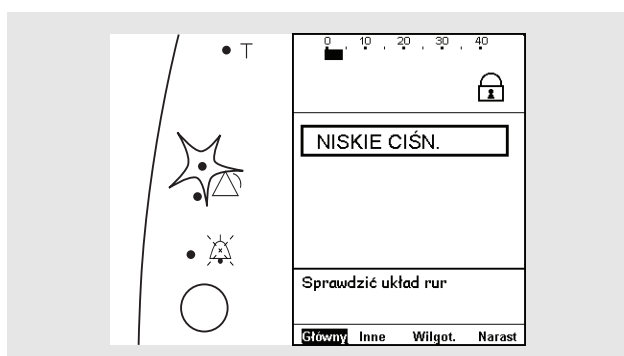 T
0 10 20 30 40
NISKIE CIŚN.
Sprawdzić układ rur
Główny Inne Wilgot. Narast